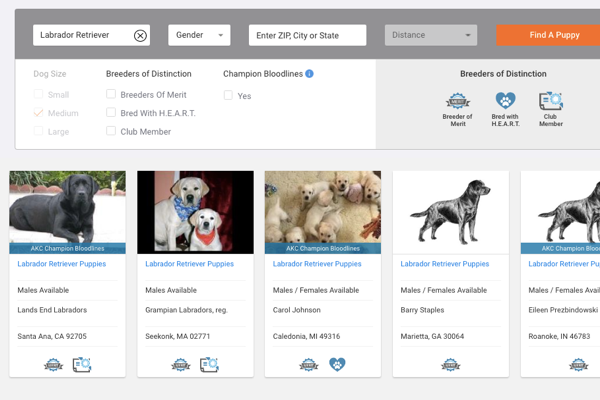 Labrador Retriever
Gender
Enter ZIP, City or State
Distance
Find A Puppy
Dog Size
Small
Medium
Large
Breeders of Distinction
Breeders Of Merit
Bred With H.E.A.R.T.
Club Member
Champion Bloodlines
Yes
Breeders of Distinction
Breeder of
Merit
Bred with
H.E.A.R.T.
Club
Member
AKC Champion Bloodlines
Labrador Retriever Puppies
Males Available
Lands End Labradors
Santa Ana, CA 92705
Labrador Retriever Puppies
Males Available
Grampian Labradors, reg.
Seekonk, MA 02771
AKC Champion Bloodlines
Labrador Retriever Puppies
Males / Females Available
Carol Johnson
Caledonia, MI 49316
Labrador Retriever Puppies
Males / Females Available
Barry Staples
Marietta, GA 30064
AKC Champion Blood
Labrador Retriever Pu
Males / Females Avail
Eileen Prezbindowski
Roanoke, IN 46783